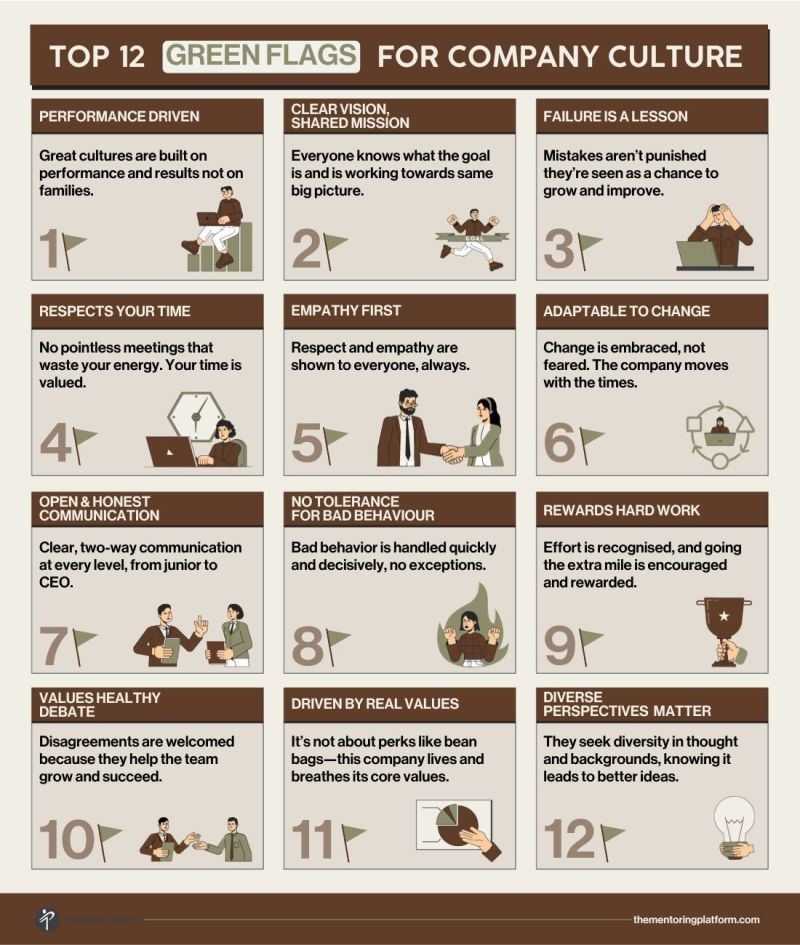 TOP 12 GREEN FLAGS FOR COMPANY CULTURE
PERFORMANCE DRIVEN
Great cultures are built on
performance and results not on
families.
1
CLEAR VISION,
SHARED MISSION
Everyone knows what the goal
is and is working towards same
big picture.
GOAL
2
FAILURE IS A LESSON
Mistakes aren't punished
they're seen as a chance to
grow and improve.
3
RESPECTS YOUR TIME
No pointless meetings that
waste your energy. Your time is
valued.
4
EMPATHY FIRST
Respect and empathy are
shown to everyone, always.
5
ADAPTABLE TO CHANGE
Change is embraced, not
feared. The company moves
with the times.
6
OPEN & HONEST
COMMUNICATION
Clear, two-way communication
at every level, from junior to
CEO.
7
NO TOLERANCE
FOR BAD BEHAVIOUR
Bad behavior is handled quickly
and decisively, no exceptions.
8
REWARDS HARD WORK
Effort is recognised, and going
the extra mile is encouraged
and rewarded.
9
VALUES HEALTHY
DEBATE
Disagreements are welcomed
because they help the team
grow and succeed.
10
DRIVEN BY REAL VALUES
It's not about perks like bean
bags—this company lives and
breathes its core values.
11
DIVERSE
PERSPECTIVES MATTER
They seek diversity in thought
and backgrounds, knowing it
leads to better ideas.
12
thementoringplatform.com